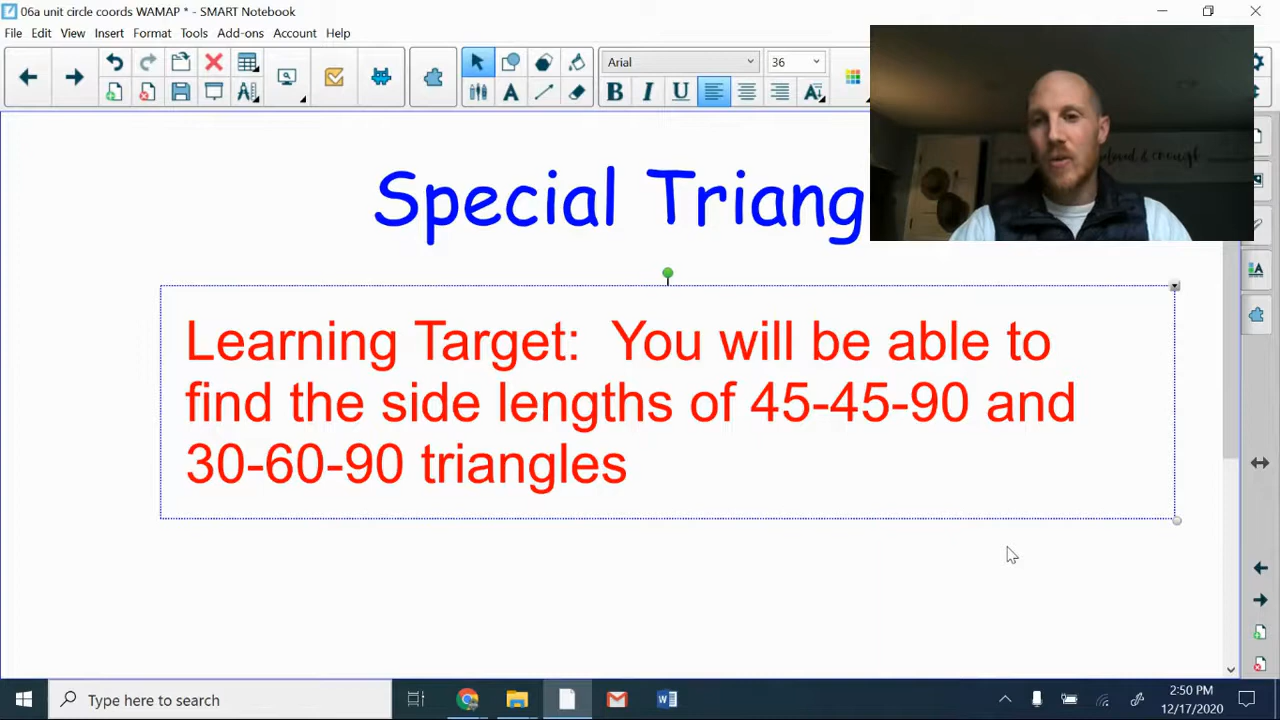 06a unit circle coords WAMAP * - SMART Notebook
File Edit View Insert Format Tools Add-ons Account Help
Arial 36
B I U A
Special Triang
& enough
Learning Target: You will be able to
find the side lengths of 45-45-90 and
30-60-90 triangles
Type here to search
2:50 PM
12/17/2020